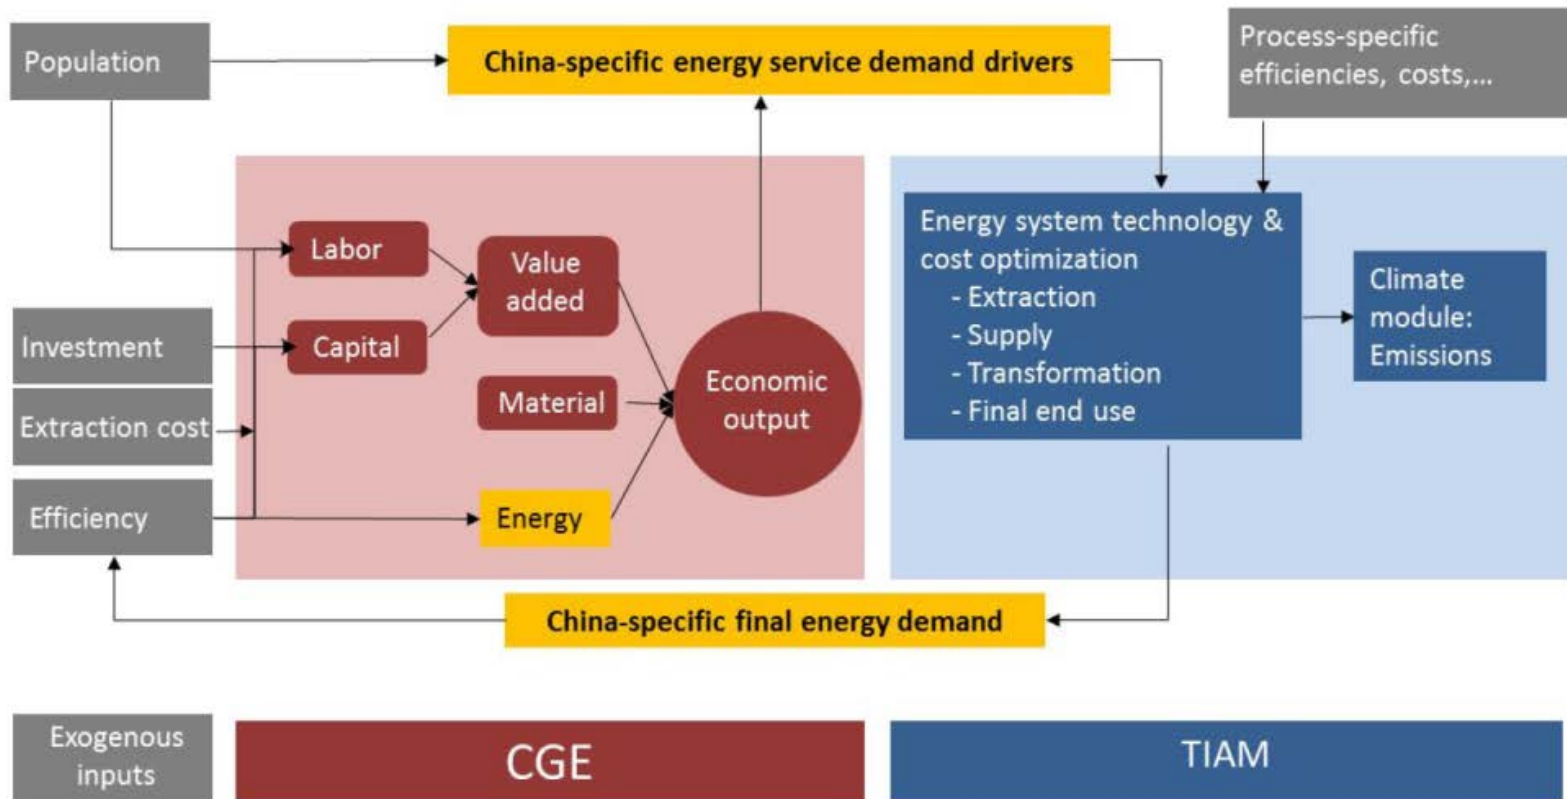 Population
China-specific energy service demand drivers
Process-specific
efficiencies, costs,...
Labor
Value
added
Investment
Capital
Extraction cost
Material
Economic
output
Efficiency
Energy
Energy system technology &
cost optimization
- Extraction
- Supply
- Transformation
- Final end use
Climate
module:
Emissions
China-specific final energy demand
Exogenous
inputs
CGE
TIAM